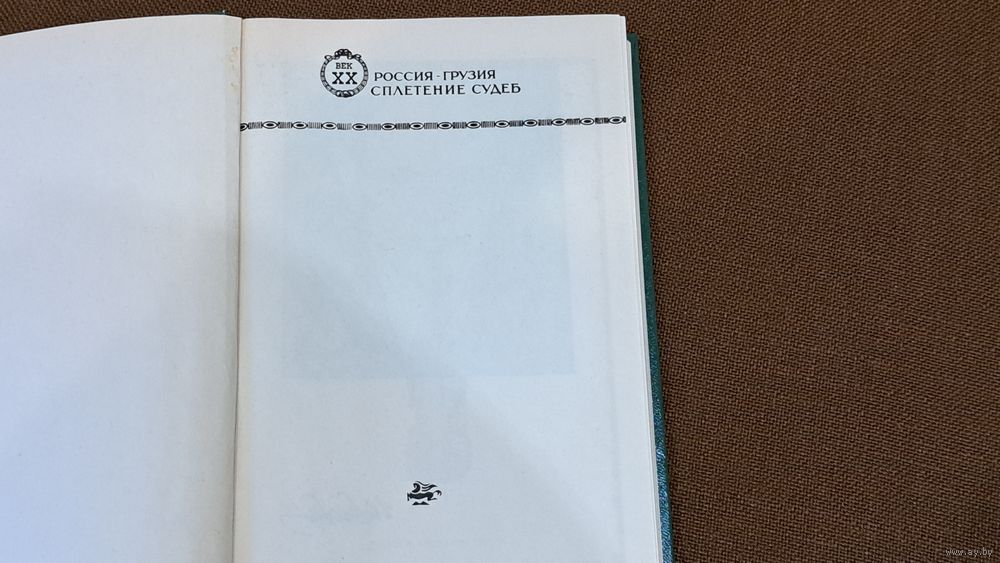 ВЕК
XX
РОССИЯ - ГРУЗИЯ
СПЛЕТЕНИЕ СУДЕБ
www.ay.by